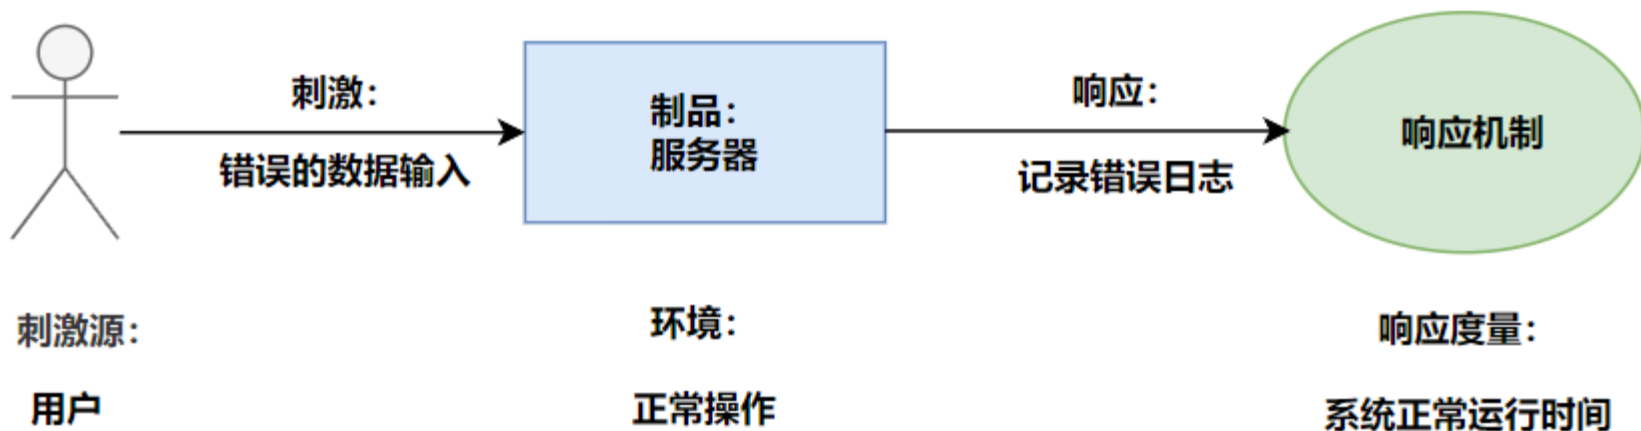 刺激：
错误的数据输入
制品：
服务器
响应：
记录错误日志
响应机制
刺激源：
用户
环境：
正常操作
响应度量：
系统正常运行时间